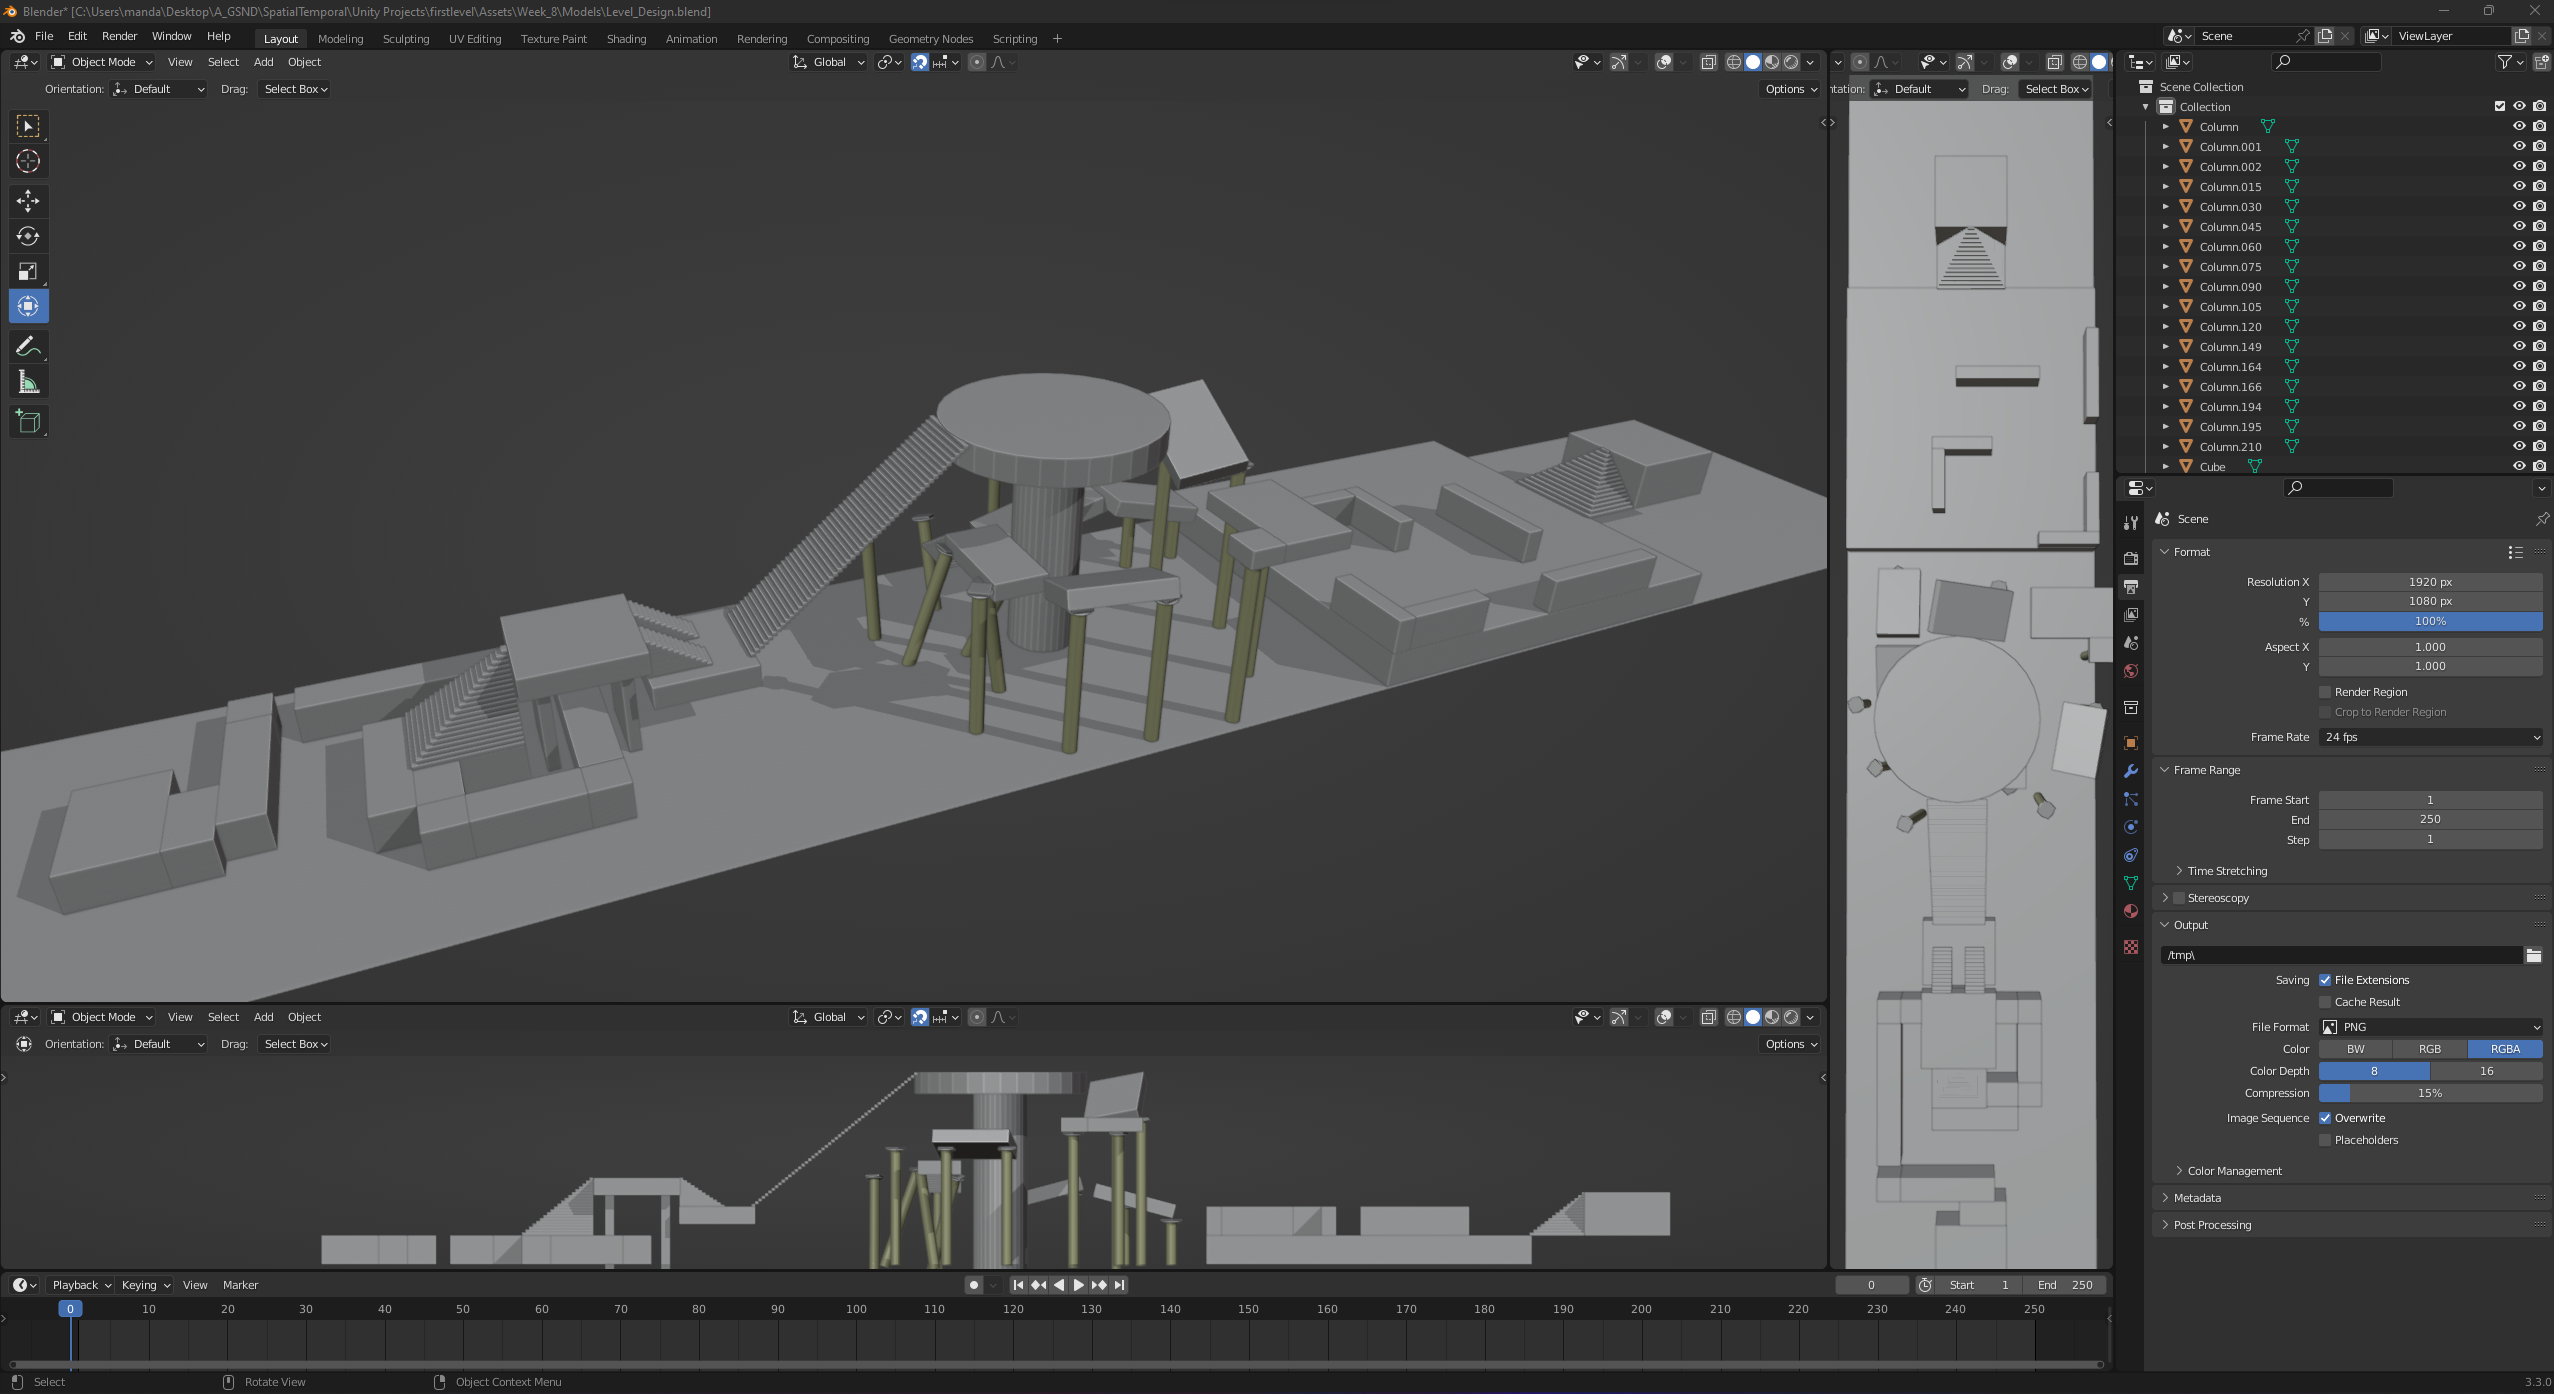 Blender* [C:\Users\manda\Desktop\A_GSND\SpatialTemporal\Unity Projects\firstlevel\Assets\Week_8\Models\Level_Design.blend]
File Edit Render Window Help Layout Modeling Sculpting UV Editing Texture Paint Shading Animation Rendering Compositing Geometry Nodes Scripting + Scene ViewLayer
Object Mode View Select Add Object Global
Orientation: Default Drag: Select Box Options
ntation: Default Drag: Select Box
Scene Collection
Collection
Column
Column.001
Column.002
Column.015
Column.030
Column.045
Column.060
Column.075
Column.090
Column.105
Column.120
Column.149
Column.164
Column.166
Column.194
Column.195
Column.210
Cube
Scene
Format
Resolution X 1920 px
Y 1080 px
% 100%
Aspect X 1.000
Y 1.000
Render Region
Crop to Render Region
Frame Rate 24 fps
Frame Range
Frame Start 1
End 250
Step 1
Time Stretching
Stereoscopy
Output
/tmp\
Saving File Extensions
Cache Result
File Format PNG
Color BW RGB RGBA
Color Depth 8 16
Compression 15%
Image Sequence Overwrite
Placeholders
Color Management
Metadata
Post Processing
Object Mode View Select Add Object Global
Orientation: Default Drag: Select Box Options
Playback Keying View Marker 0 Start 1 End 250
0 10 20 30 40 50 60 70 80 90 100 110 120 130 140 150 160 170 180 190 200 210 220 230 240 250
Select Rotate View Object Context Menu 3.3.0